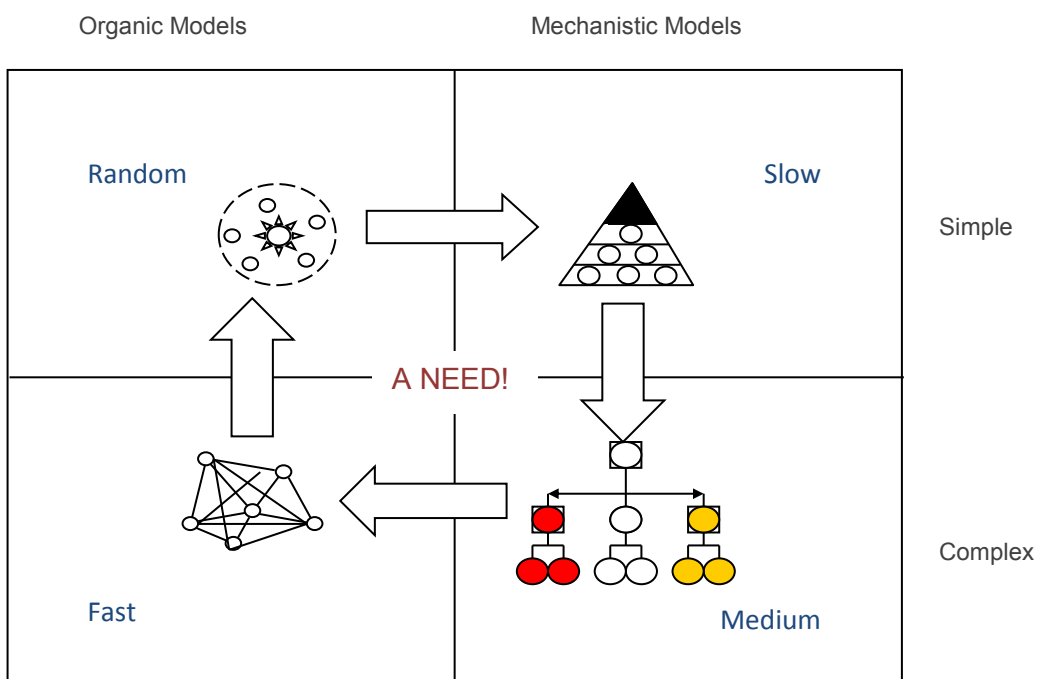 Organic Models
Mechanistic Models
Random
Slow
Simple
A NEED!
Complex
Fast
Medium